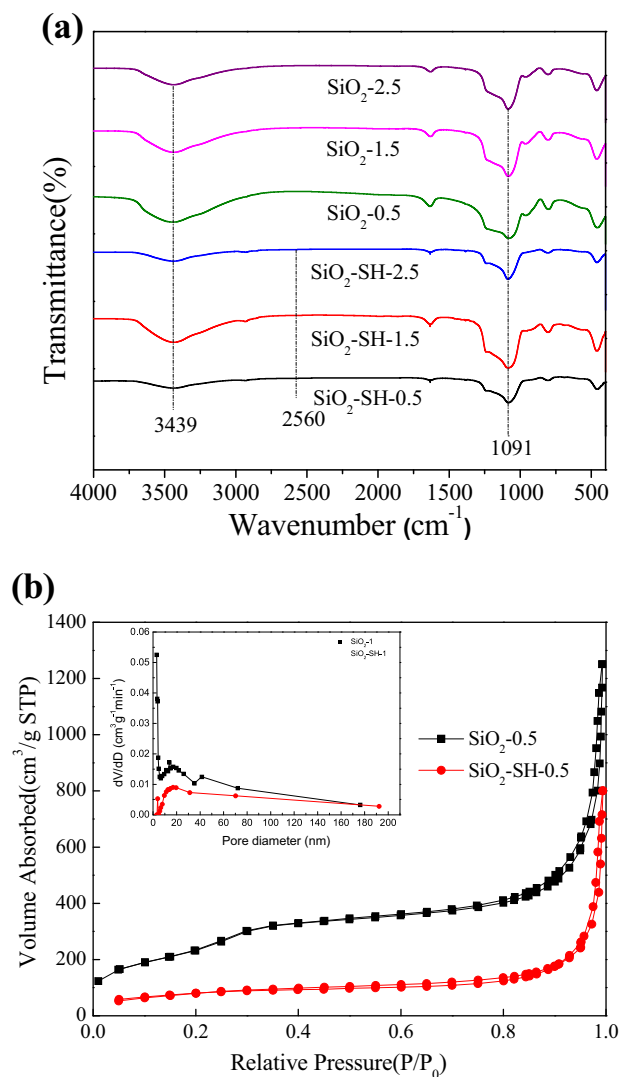 (a)
Transmittance(%)
SiO₂-2.5
SiO₂-1.5
SiO₂-0.5
SiO₂-SH-2.5
SiO₂-SH-1.5
SiO₂-SH-0.5
3439
2560
1091
4000 3500 3000 2500 2000 1500 1000 500
Wavenumber (cm⁻¹)
(b)
Volume Absorbed(cm³/g STP)
1400
1200
1000
800
600
400
200
0
dV/dD (cm³g⁻¹min⁻¹)
0.06
0.05
0.04
0.03
0.02
0.01
0.00
SiO₂-1
SiO₂-SH-1
0 20 40 60 80 100 120 140 160 180 200
Pore diameter (nm)
SiO₂-0.5
SiO₂-SH-0.5
0.0 0.2 0.4 0.6 0.8 1.0
Relative Pressure(P/P₀)